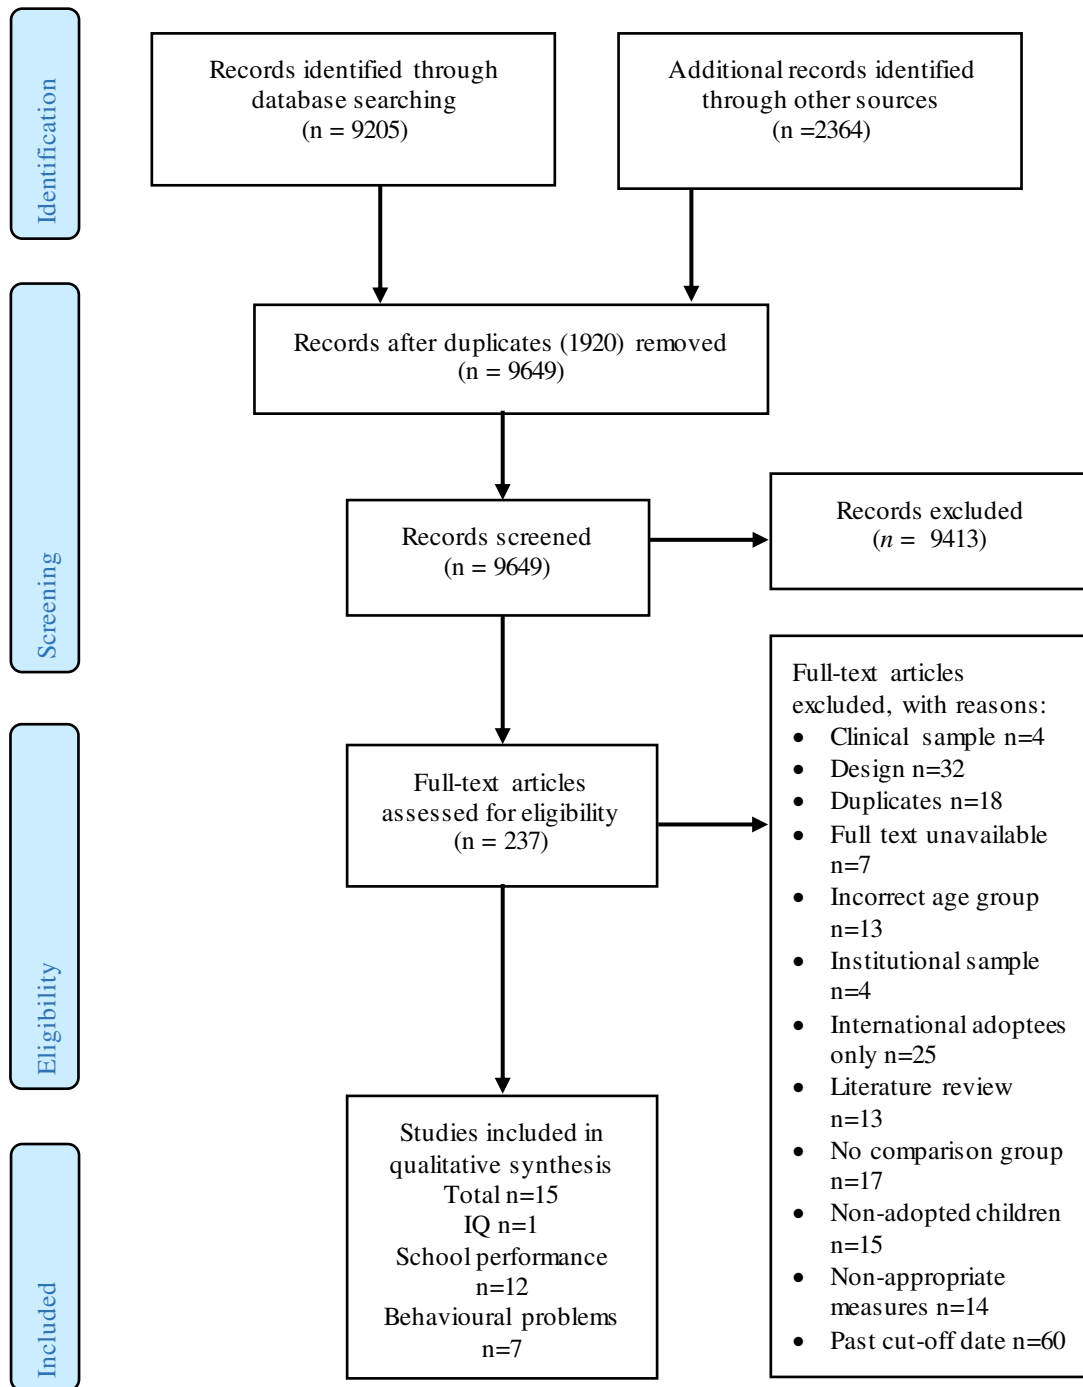 Identification
Records identified through
database searching
(n = 9205)
Additional records identified
through other sources
(n =2364)
Screening
Records after duplicates (1920) removed
(n = 9649)
Records screened
(n = 9649)
Records excluded
(n = 9413)
Eligibility
Full-text articles
assessed for eligibility
(n = 237)
Full-text articles
excluded, with reasons:
• Clinical sample n=4
• Design n=32
• Duplicates n=18
• Full text unavailable
n=7
• Incorrect age group
n=13
• Institutional sample
n=4
• International adoptees
only n=25
• Literature review
n=13
• No comparison group
n=17
• Non-adopted children
n=15
• Non-appropriate
measures n=14
• Past cut-off date n=60
Included
Studies included in
qualitative synthesis
Total n=15
IQ n=1
School performance
n=12
Behavioural problems
n=7